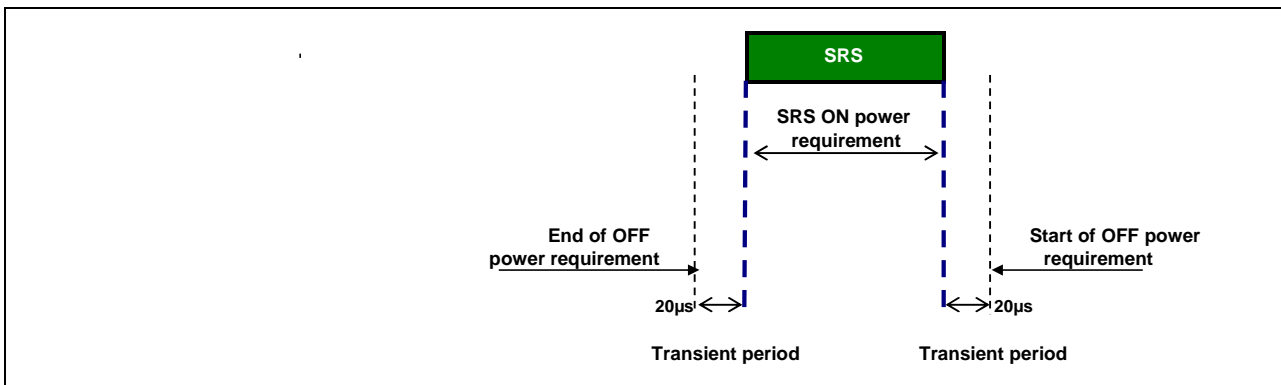 SRS
SRS ON power
requirement
End of OFF
power requirement
Start of OFF power
requirement
20µs
20µs
Transient period
Transient period